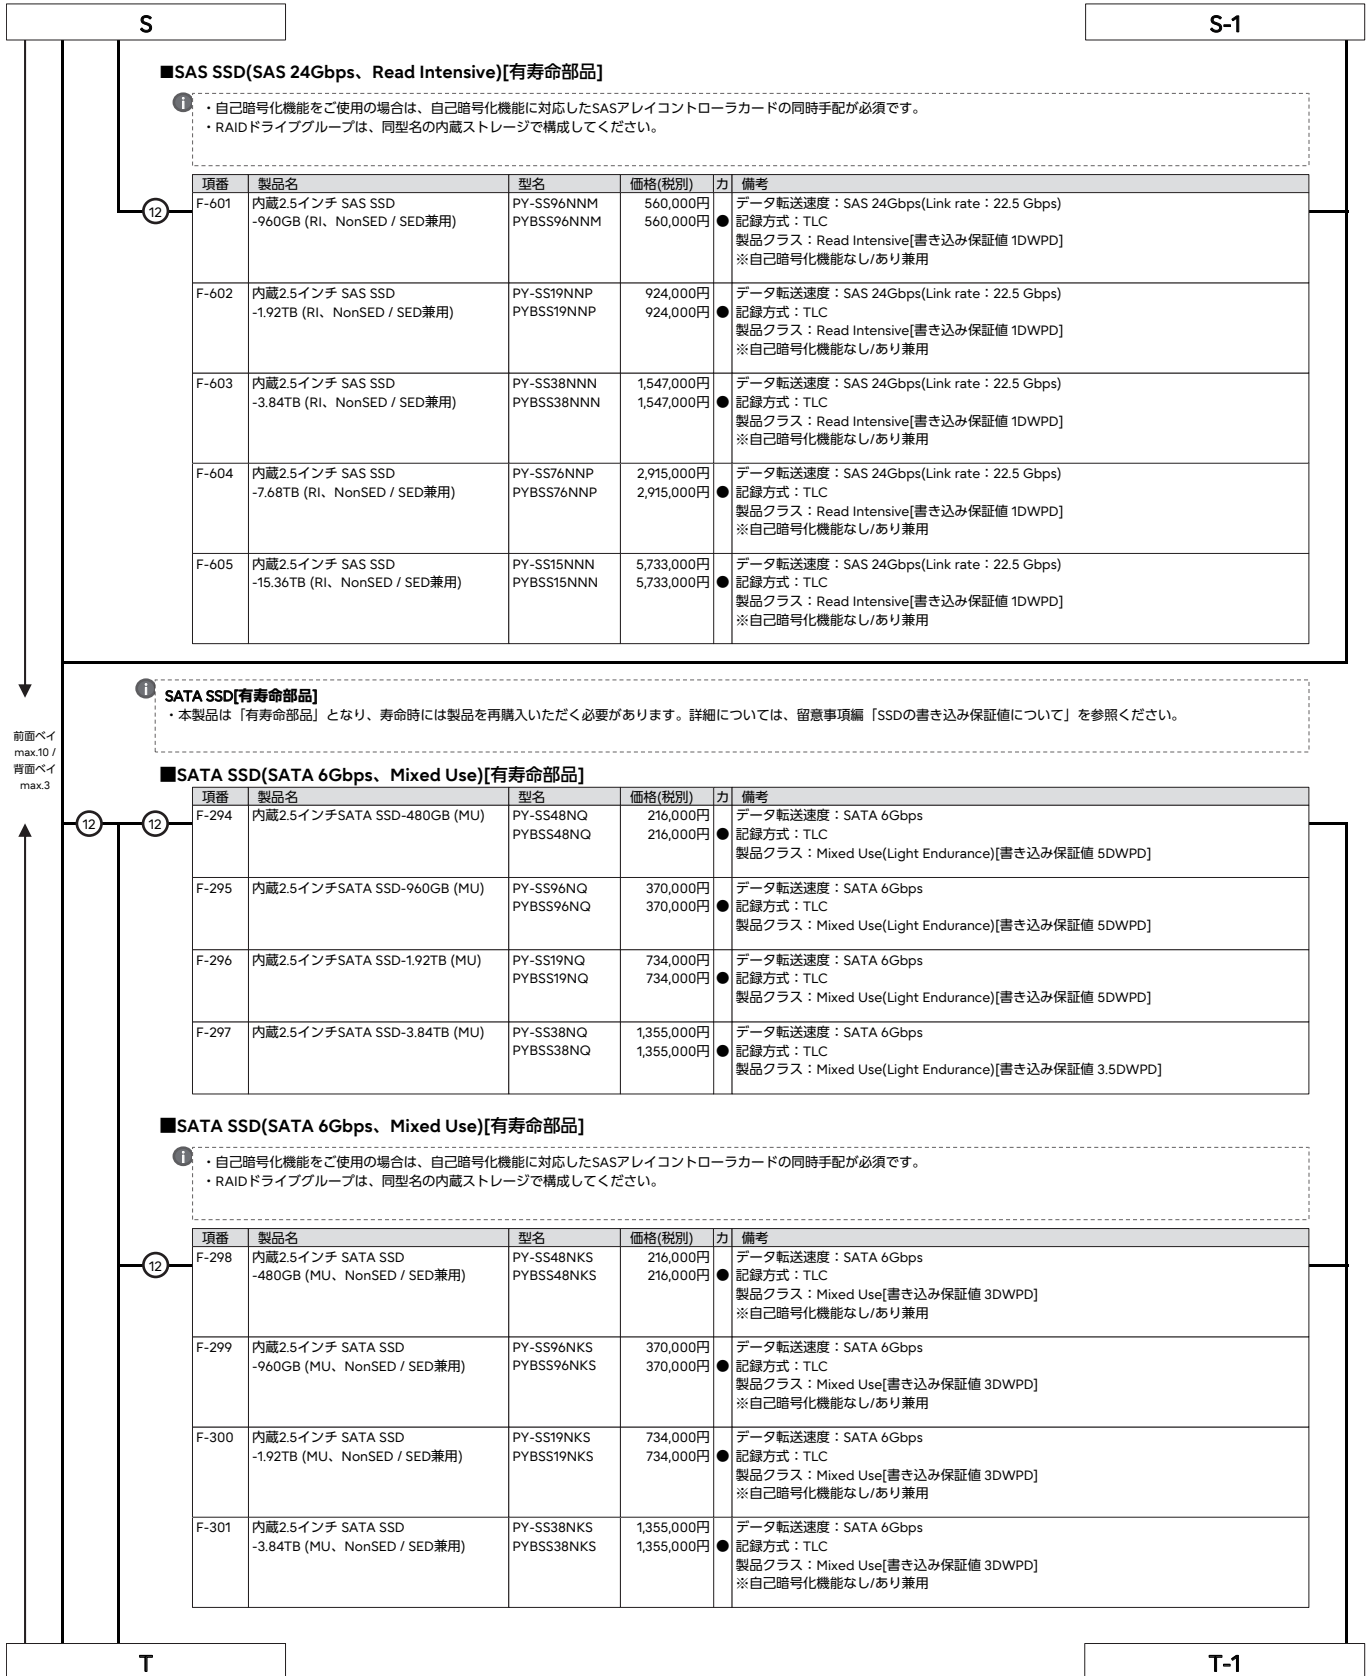 S
S-1
■SAS SSD(SAS 24Gbps、Read Intensive)[有寿命部品]
i
・自己暗号化機能をご使用の場合は、自己暗号化機能に対応したSASアレイコントローラカードの同時手配が必須です。
・RAIDドライブグループは、同型名の内蔵ストレージで構成してください。
項番 製品名 型名 価格(税別) カ 備考
12
F-601 内蔵2.5インチ SAS SSD PY-SS96NNM 560,000円 データ転送速度：SAS 24Gbps(Link rate：22.5 Gbps)
-960GB (RI、NonSED / SED兼用) PYBSS96NNM 560,000円 ● 記録方式：TLC
製品クラス：Read Intensive[書き込み保証値 1DWPD]
※自己暗号化機能なし/あり兼用
F-602 内蔵2.5インチ SAS SSD PY-SS19NNP 924,000円 データ転送速度：SAS 24Gbps(Link rate：22.5 Gbps)
-1.92TB (RI、NonSED / SED兼用) PYBSS19NNP 924,000円 ● 記録方式：TLC
製品クラス：Read Intensive[書き込み保証値 1DWPD]
※自己暗号化機能なし/あり兼用
F-603 内蔵2.5インチ SAS SSD PY-SS38NNN 1,547,000円 データ転送速度：SAS 24Gbps(Link rate：22.5 Gbps)
-3.84TB (RI、NonSED / SED兼用) PYBSS38NNN 1,547,000円 ● 記録方式：TLC
製品クラス：Read Intensive[書き込み保証値 1DWPD]
※自己暗号化機能なし/あり兼用
F-604 内蔵2.5インチ SAS SSD PY-SS76NNP 2,915,000円 データ転送速度：SAS 24Gbps(Link rate：22.5 Gbps)
-7.68TB (RI、NonSED / SED兼用) PYBSS76NNP 2,915,000円 ● 記録方式：TLC
製品クラス：Read Intensive[書き込み保証値 1DWPD]
※自己暗号化機能なし/あり兼用
F-605 内蔵2.5インチ SAS SSD PY-SS15NNN 5,733,000円 データ転送速度：SAS 24Gbps(Link rate：22.5 Gbps)
-15.36TB (RI、NonSED / SED兼用) PYBSS15NNN 5,733,000円 ● 記録方式：TLC
製品クラス：Read Intensive[書き込み保証値 1DWPD]
※自己暗号化機能なし/あり兼用
i
SATA SSD[有寿命部品]
・本製品は「有寿命部品」となり、寿命時には製品を再購入いただく必要があります。詳細については、留意事項編「SSDの書き込み保証値について」を参照ください。
前面ベイ
max.10 /
背面ベイ
max.3
■SATA SSD(SATA 6Gbps、Mixed Use)[有寿命部品]
項番 製品名 型名 価格(税別) カ 備考
12 12
F-294 内蔵2.5インチSATA SSD-480GB (MU) PY-SS48NQ 216,000円 データ転送速度：SATA 6Gbps
PYBSS48NQ 216,000円 ● 記録方式：TLC
製品クラス：Mixed Use(Light Endurance)[書き込み保証値 5DWPD]
F-295 内蔵2.5インチSATA SSD-960GB (MU) PY-SS96NQ 370,000円 データ転送速度：SATA 6Gbps
PYBSS96NQ 370,000円 ● 記録方式：TLC
製品クラス：Mixed Use(Light Endurance)[書き込み保証値 5DWPD]
F-296 内蔵2.5インチSATA SSD-1.92TB (MU) PY-SS19NQ 734,000円 データ転送速度：SATA 6Gbps
PYBSS19NQ 734,000円 ● 記録方式：TLC
製品クラス：Mixed Use(Light Endurance)[書き込み保証値 5DWPD]
F-297 内蔵2.5インチSATA SSD-3.84TB (MU) PY-SS38NQ 1,355,000円 データ転送速度：SATA 6Gbps
PYBSS38NQ 1,355,000円 ● 記録方式：TLC
製品クラス：Mixed Use(Light Endurance)[書き込み保証値 3.5DWPD]
■SATA SSD(SATA 6Gbps、Mixed Use)[有寿命部品]
i
・自己暗号化機能をご使用の場合は、自己暗号化機能に対応したSASアレイコントローラカードの同時手配が必須です。
・RAIDドライブグループは、同型名の内蔵ストレージで構成してください。
項番 製品名 型名 価格(税別) カ 備考
12
F-298 内蔵2.5インチ SATA SSD PY-SS48NKS 216,000円 データ転送速度：SATA 6Gbps
-480GB (MU、NonSED / SED兼用) PYBSS48NKS 216,000円 ● 記録方式：TLC
製品クラス：Mixed Use[書き込み保証値 3DWPD]
※自己暗号化機能なし/あり兼用
F-299 内蔵2.5インチ SATA SSD PY-SS96NKS 370,000円 データ転送速度：SATA 6Gbps
-960GB (MU、NonSED / SED兼用) PYBSS96NKS 370,000円 ● 記録方式：TLC
製品クラス：Mixed Use[書き込み保証値 3DWPD]
※自己暗号化機能なし/あり兼用
F-300 内蔵2.5インチ SATA SSD PY-SS19NKS 734,000円 データ転送速度：SATA 6Gbps
-1.92TB (MU、NonSED / SED兼用) PYBSS19NKS 734,000円 ● 記録方式：TLC
製品クラス：Mixed Use[書き込み保証値 3DWPD]
※自己暗号化機能なし/あり兼用
F-301 内蔵2.5インチ SATA SSD PY-SS38NKS 1,355,000円 データ転送速度：SATA 6Gbps
-3.84TB (MU、NonSED / SED兼用) PYBSS38NKS 1,355,000円 ● 記録方式：TLC
製品クラス：Mixed Use[書き込み保証値 3DWPD]
※自己暗号化機能なし/あり兼用
T
T-1